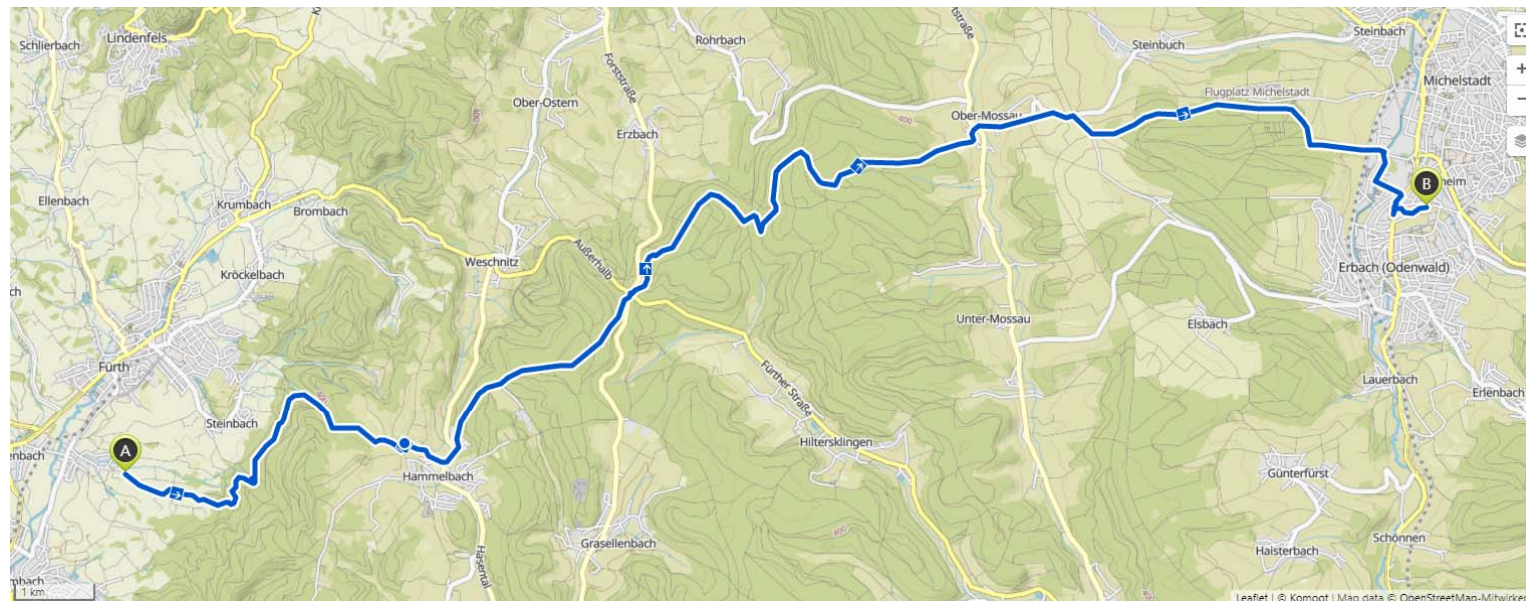 Schlierbach
Lindenfels
Rohrbach
Steinbuch
Steinbach
Michelstadt
Forststraße
Ober-Ostern
Erzbach
400
Ober-Mossau
Flugplatz Michelstadt
Ellenbach
Krumbach
Brombach
Weschnitz
Außerhalb
A
B
Kröckelbach
Erbach (Odenwald)
Fürth
Unter-Mossau
Elsbach
Fürther Straße
Lauerbach
Erlenbach
Steinbach
Hiltersklingen
Hammelbach
Günterfürst
400
Grasellenbach
Hasental
Haisterbach
Schönnen
1 km
Leaflet | © Komoot | Map data © OpenStreetMap-Mitwirker